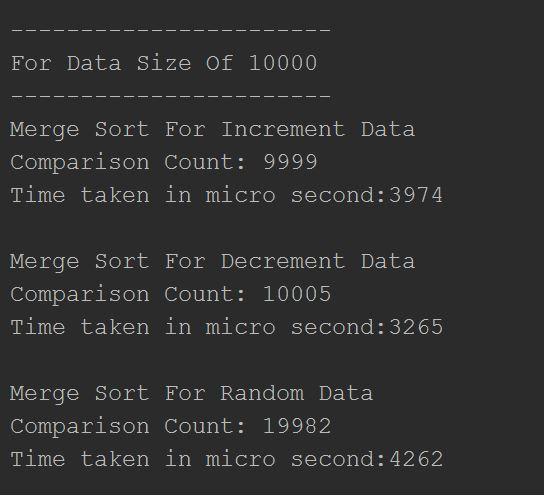 -----------------------
For Data Size Of 10000
-----------------------
Merge Sort For Increment Data
Comparison Count: 9999
Time taken in micro second:3974
Merge Sort For Decrement Data
Comparison Count: 10005
Time taken in micro second:3265
Merge Sort For Random Data
Comparison Count: 19982
Time taken in micro second:4262